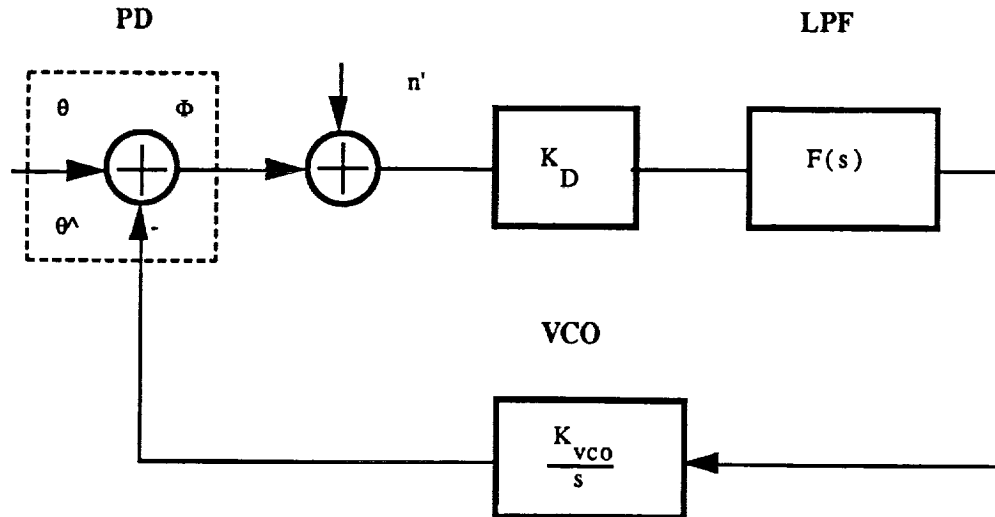 PD
LPF
θ
Φ
n'
K_D
F(s)
θ^
-
VCO
K_VCO
s